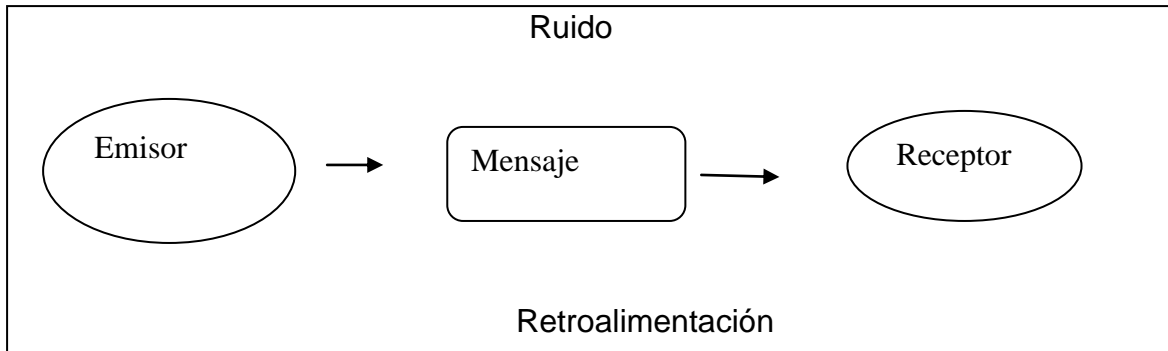 Ruido
Emisor
Mensaje
Receptor
Retroalimentación